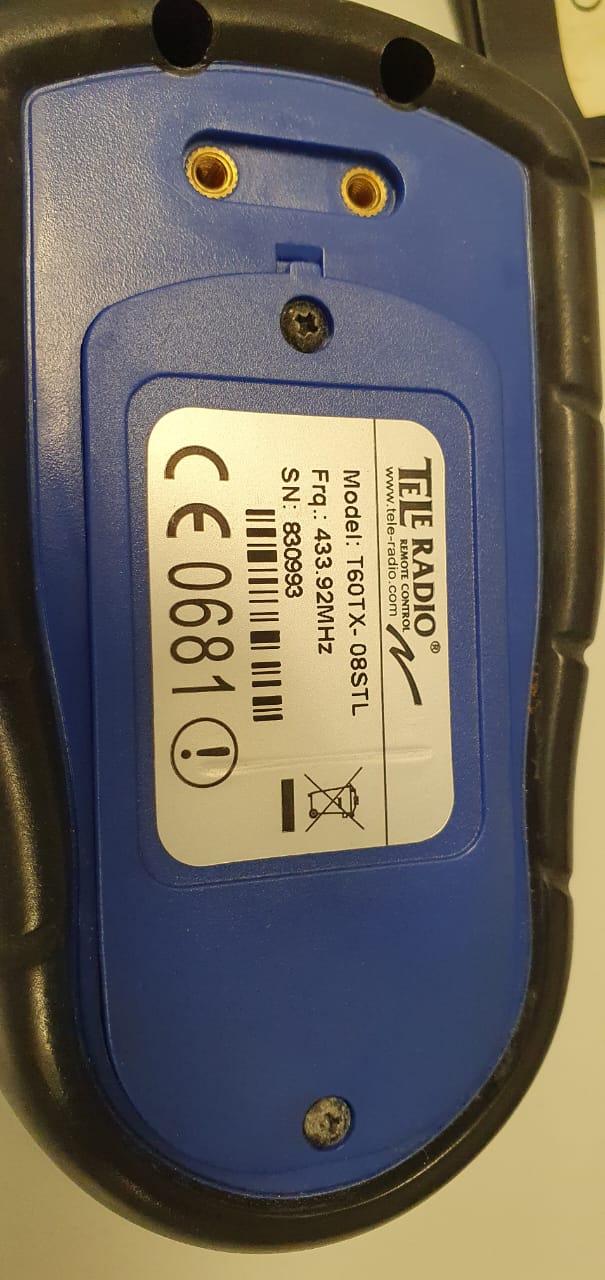 TELE RADIO®
REMOTE CONTROL
www.tele-radio.com
Model: T60TX-08STL
Frq.: 433.92MHz
SN: 830993
CE 0681